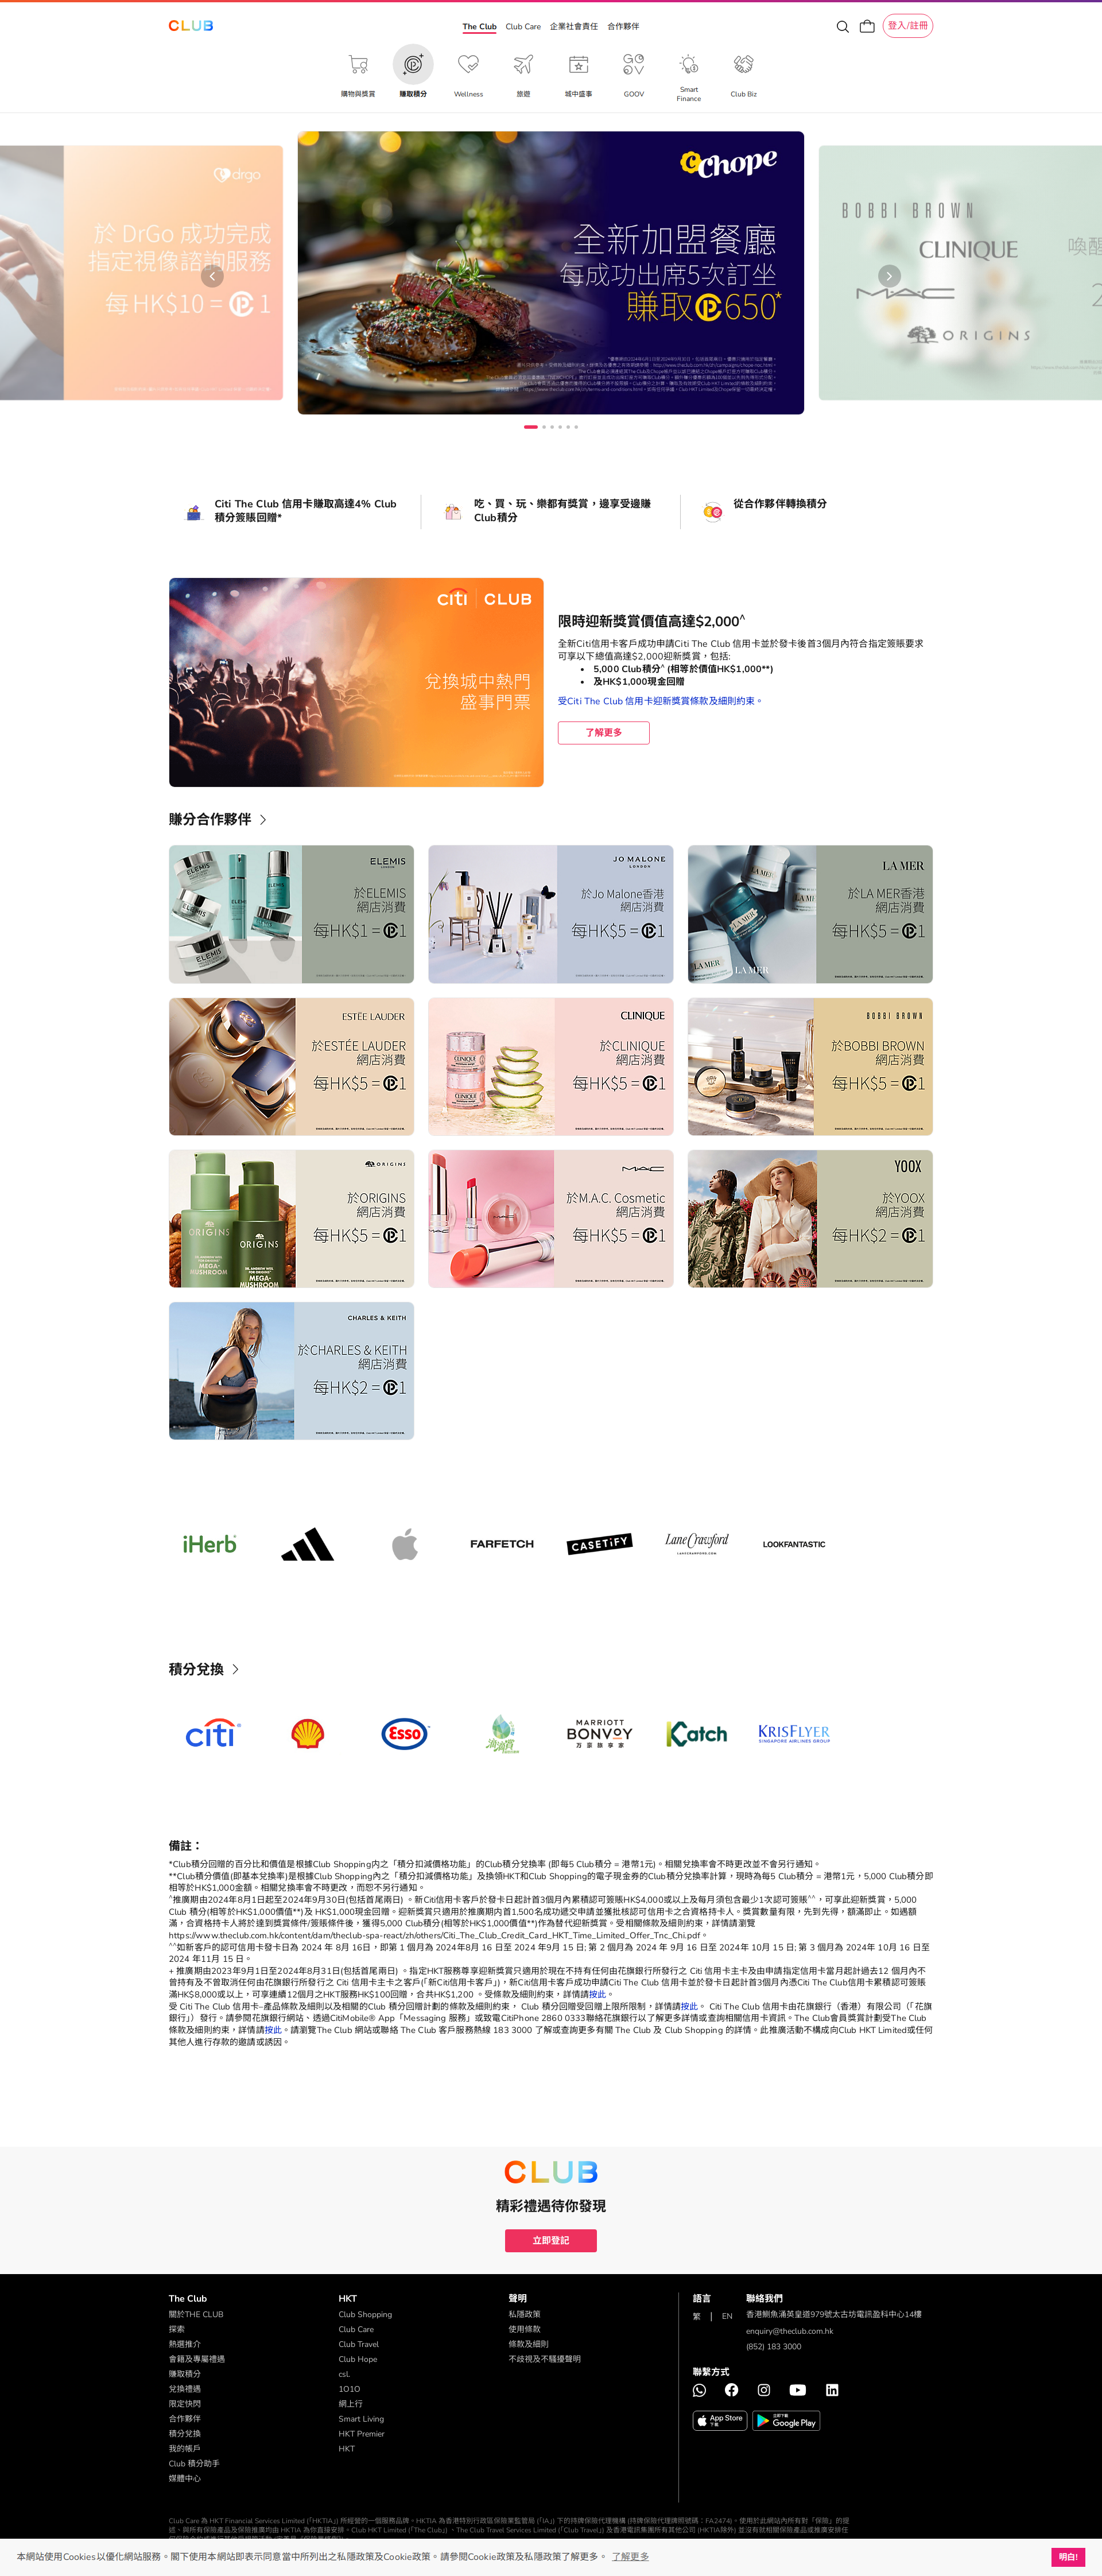 CLUB
The Club
Club Care
企業社會責任
合作夥伴
登入/註冊
購物與獎賞
賺取積分
Wellness
旅遊
城中盛事
GOOV
Smart
Finance
Club Biz
drgo
於 DrGo 成功完成
指定視像諮詢服務
每 HK$10 = 1
Chope
全新加盟餐廳
每成功出席5次訂坐
賺取 650*
BOBBI BROWN
CLINIQUE
MAC
ORIGINS
Citi The Club 信用卡賺取高達4% Club
積分簽賬回贈*
吃、買、玩、樂都有獎賞，邊享受邊賺
Club積分
從合作夥伴轉換積分
citi | CLUB
兌換城中熱門
盛事門票
限時迎新獎賞價值高達$2,000^
全新Citi信用卡客戶成功申請Citi The Club 信用卡並於發卡後首3個月內符合指定簽賬要求
可享以下總值高達$2,000迎新獎賞，包括:
• 5,000 Club積分^ (相等於價值HK$1,000**)
• 及HK$1,000現金回贈
受Citi The Club 信用卡迎新獎賞條款及細則約束。
了解更多
賺分合作夥伴
ELEMIS
於ELEMIS
網店消費
每HK$1 = 1
JO MALONE
LONDON
於Jo Malone香港
網店消費
每HK$5 = 1
LA MER
於LA MER香港
網店消費
每HK$5 = 1
ESTĒE LAUDER
於ESTÉE LAUDER
網店消費
每HK$5 = 1
CLINIQUE
於CLINIQUE
網店消費
每HK$5 = 1
BOBBI BROWN
於BOBBI BROWN
網店消費
每HK$5 = 1
ORIGINS
於ORIGINS
網店消費
每HK$5 = 1
MAC
於M.A.C. Cosmetic
網店消費
每HK$5 = 1
YOOX
於YOOX
網店消費
每HK$2 = 1
CHARLES & KEITH
於CHARLES & KEITH
網店消費
每HK$2 = 1
iHerb
FARFETCH
CASETiFY
Lane Crawford
LANECRAWFORD.COM
LOOKFANTASTIC
積分兌換
citi
Esso
MARRIOTT
BONVOY
万豪旅享家
Katch
KRISFLYER
SINGAPORE AIRLINES GROUP
備註：
*Club積分回贈的百分比和價值是根據Club Shopping內之「積分扣減價格功能」的Club積分兌換率 (即每5 Club積分 = 港幣1元)。相關兌換率會不時更改並不會另行通知。
**Club積分價值(即基本兌換率)是根據Club Shopping內之「積分扣減價格功能」及換領HKT和Club Shopping的電子現金券的Club積分兌換率計算，現時為每5 Club積分 = 港幣1元，5,000 Club積分即
相等於HK$1,000金額。相關兌換率會不時更改，而恕不另行通知。
^推廣期由2024年8月1日起至2024年9月30日(包括首尾兩日) 。新Citi信用卡客戶於發卡日起計首3個月內累積認可簽賬HK$4,000或以上及每月須包含最少1次認可簽賬^^，可享此迎新獎賞，5,000
Club 積分(相等於HK$1,000價值**)及 HK$1,000現金回贈。迎新獎賞只適用於推廣期内首1,500名成功遞交申請並獲批核認可信用卡之合資格持卡人。獎賞數量有限，先到先得，額滿即止。如遇額
滿，合資格持卡人將於達到獎賞條件/簽賬條件後，獲得5,000 Club積分(相等於HK$1,000價值**)作為替代迎新獎賞。受相關條款及細則約束，詳情請瀏覽
https://www.theclub.com.hk/content/dam/theclub-spa-react/zh/others/Citi_The_Club_Credit_Card_HKT_Time_Limited_Offer_Tnc_Chi.pdf。
^^如新客戶的認可信用卡發卡日為 2024 年 8月 16日，即第 1 個月為 2024年8月 16 日至 2024 年9月 15 日; 第 2 個月為 2024 年 9月 16 日至 2024年 10月 15 日; 第 3 個月為 2024年 10月 16 日至
2024 年11月 15 日。
+ 推廣期由2023年9月1日至2024年8月31日(包括首尾兩日) 。指定HKT服務尊享迎新獎賞只適用於現在不持有任何由花旗銀行所發行之 Citi 信用卡主卡及由申請指定信用卡當月起計過去12 個月內不
曾持有及不曾取消任何由花旗銀行所發行之 Citi 信用卡主卡之客戶(「新Citi信用卡客戶」)，新Citi信用卡客戶成功申請Citi The Club 信用卡並於發卡日起計首3個月內憑Citi The Club信用卡累積認可簽賬
滿HK$8,000或以上，可享連續12個月之HKT服務HK$100回贈，合共HK$1,200 。受條款及細則約束，詳情請按此。
受 Citi The Club 信用卡–產品條款及細則以及相關的Club 積分回贈計劃的條款及細則約束， Club 積分回贈受回贈上限所限制，詳情請按此。 Citi The Club 信用卡由花旗銀行（香港）有限公司（「花旗
銀行」）發行。請參閱花旗銀行網站、透過CitiMobile® App「Messaging 服務」或致電CitiPhone 2860 0333聯絡花旗銀行以了解更多詳情或查詢相關信用卡資訊。The Club會員獎賞計劃受The Club
條款及細則約束，詳情請按此。請瀏覽The Club 網站或聯絡 The Club 客戶服務熱線 183 3000 了解或查詢更多有關 The Club 及 Club Shopping 的詳情。此推廣活動不構成向Club HKT Limited或任何
其他人進行存款的邀請或誘因。
CLUB
精彩禮遇待你發現
立即登記
The Club
關於THE CLUB
探索
熱選推介
會籍及專屬禮遇
賺取積分
兌換禮遇
限定快閃
合作夥伴
積分兌換
我的帳戶
Club 積分助手
媒體中心
HKT
Club Shopping
Club Care
Club Travel
Club Hope
csl.
1O1O
網上行
Smart Living
HKT Premier
HKT
聲明
私隱政策
使用條款
條款及細則
不歧視及不騷擾聲明
語言
繁 | EN
聯絡我們
香港鰂魚涌英皇道979號太古坊電訊盈科中心14樓
enquiry@theclub.com.hk
(852) 183 3000
聯繫方式
App Store
下載
立即下載
Google Play
Club Care 為 HKT Financial Services Limited (「HKTIA」) 所經營的一個服務品牌。HKTIA 為香港特別行政區保險業監管局 (「IA」) 下的持牌保險代理機構 (持牌保險代理牌照號碼：FA2474)。使用於此網站內所有對「保險」的提
述，與所有保險產品及保險推廣均由 HKTIA 為你直接安排。Club HKT Limited (「The Club」) 、The Club Travel Services Limited (「Club Travel」) 及香港電訊集團所有其他公司 (HKTIA除外) 並沒有就相關保險產品或推廣安排任
本網站使用Cookies以優化網站服務。閣下使用本網站即表示同意當中所列出之私隱政策及Cookie政策。請參閱Cookie政策及私隱政策了解更多。 了解更多
明白!